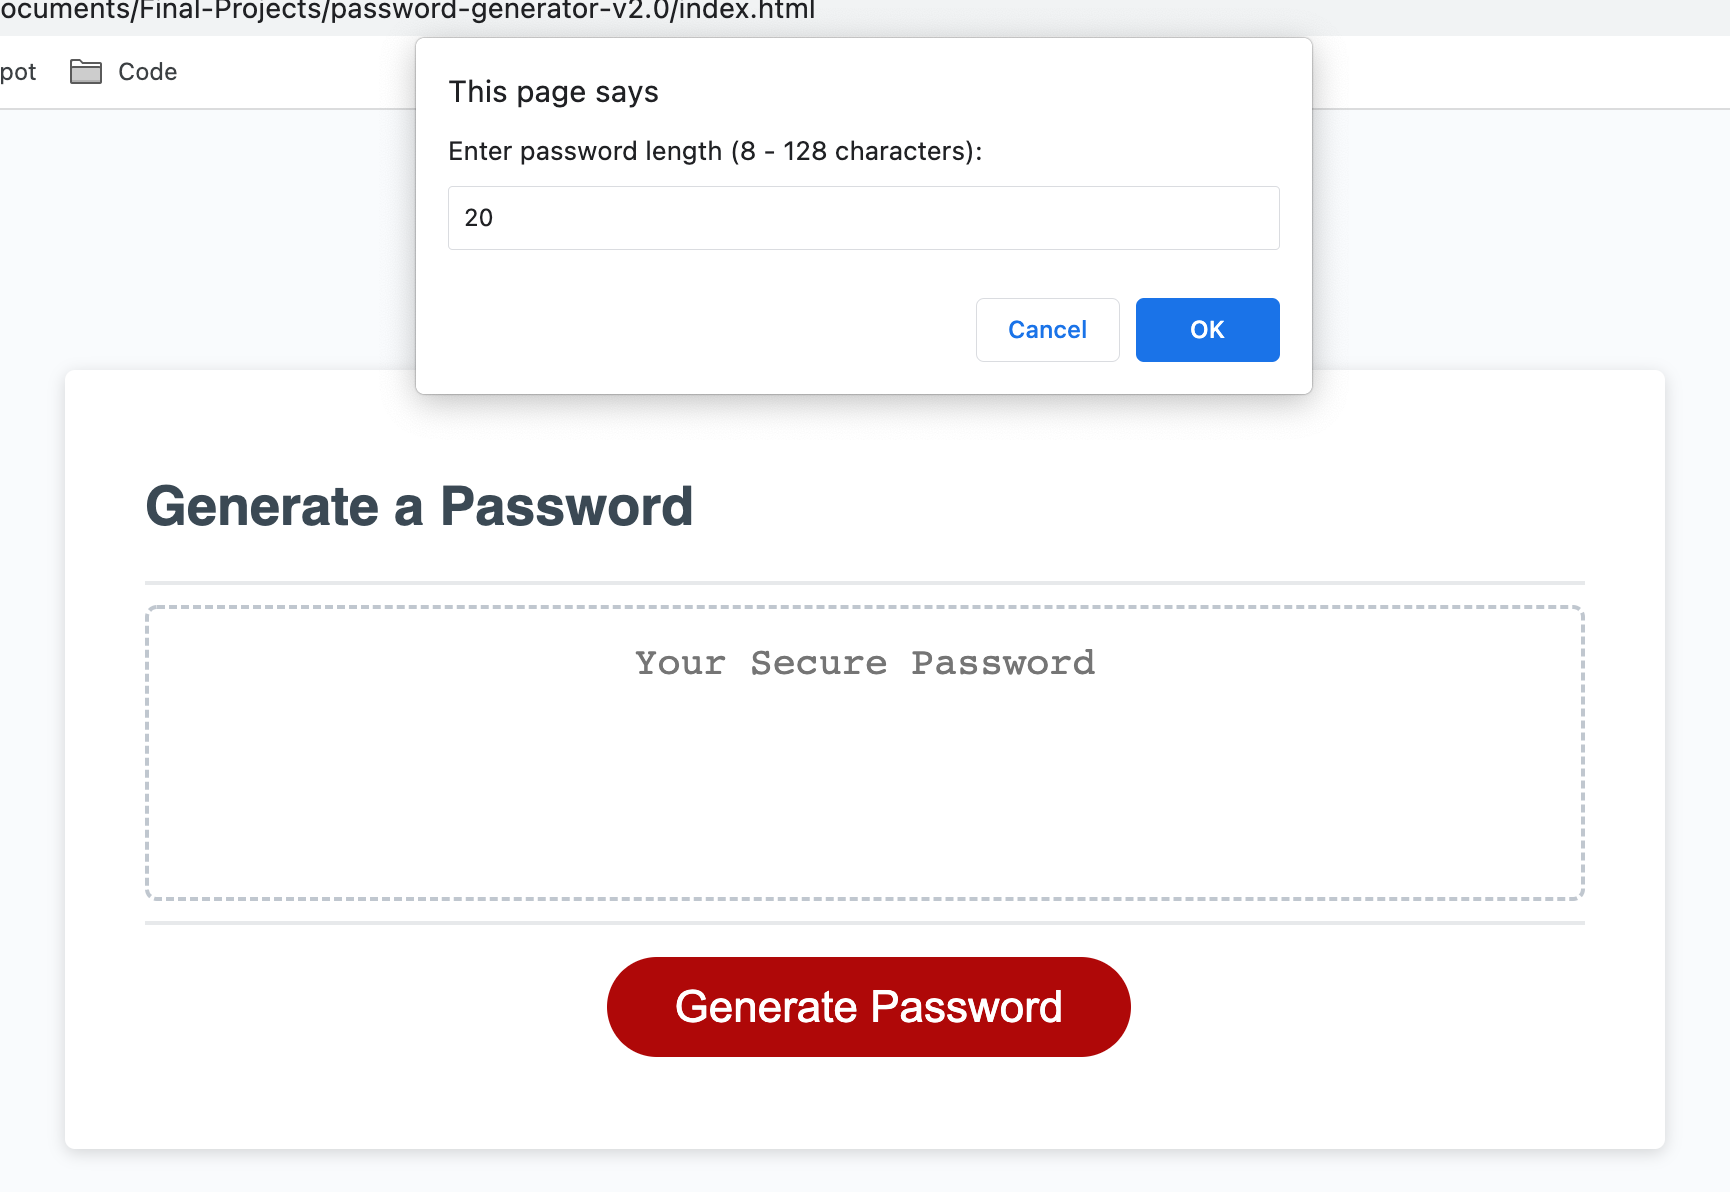 ocuments/Final-Projects/password-generator-v2.0/index.html
pot Code
This page says
Enter password length (8 - 128 characters):
20
Cancel OK
Generate a Password
Your Secure Password
Generate Password